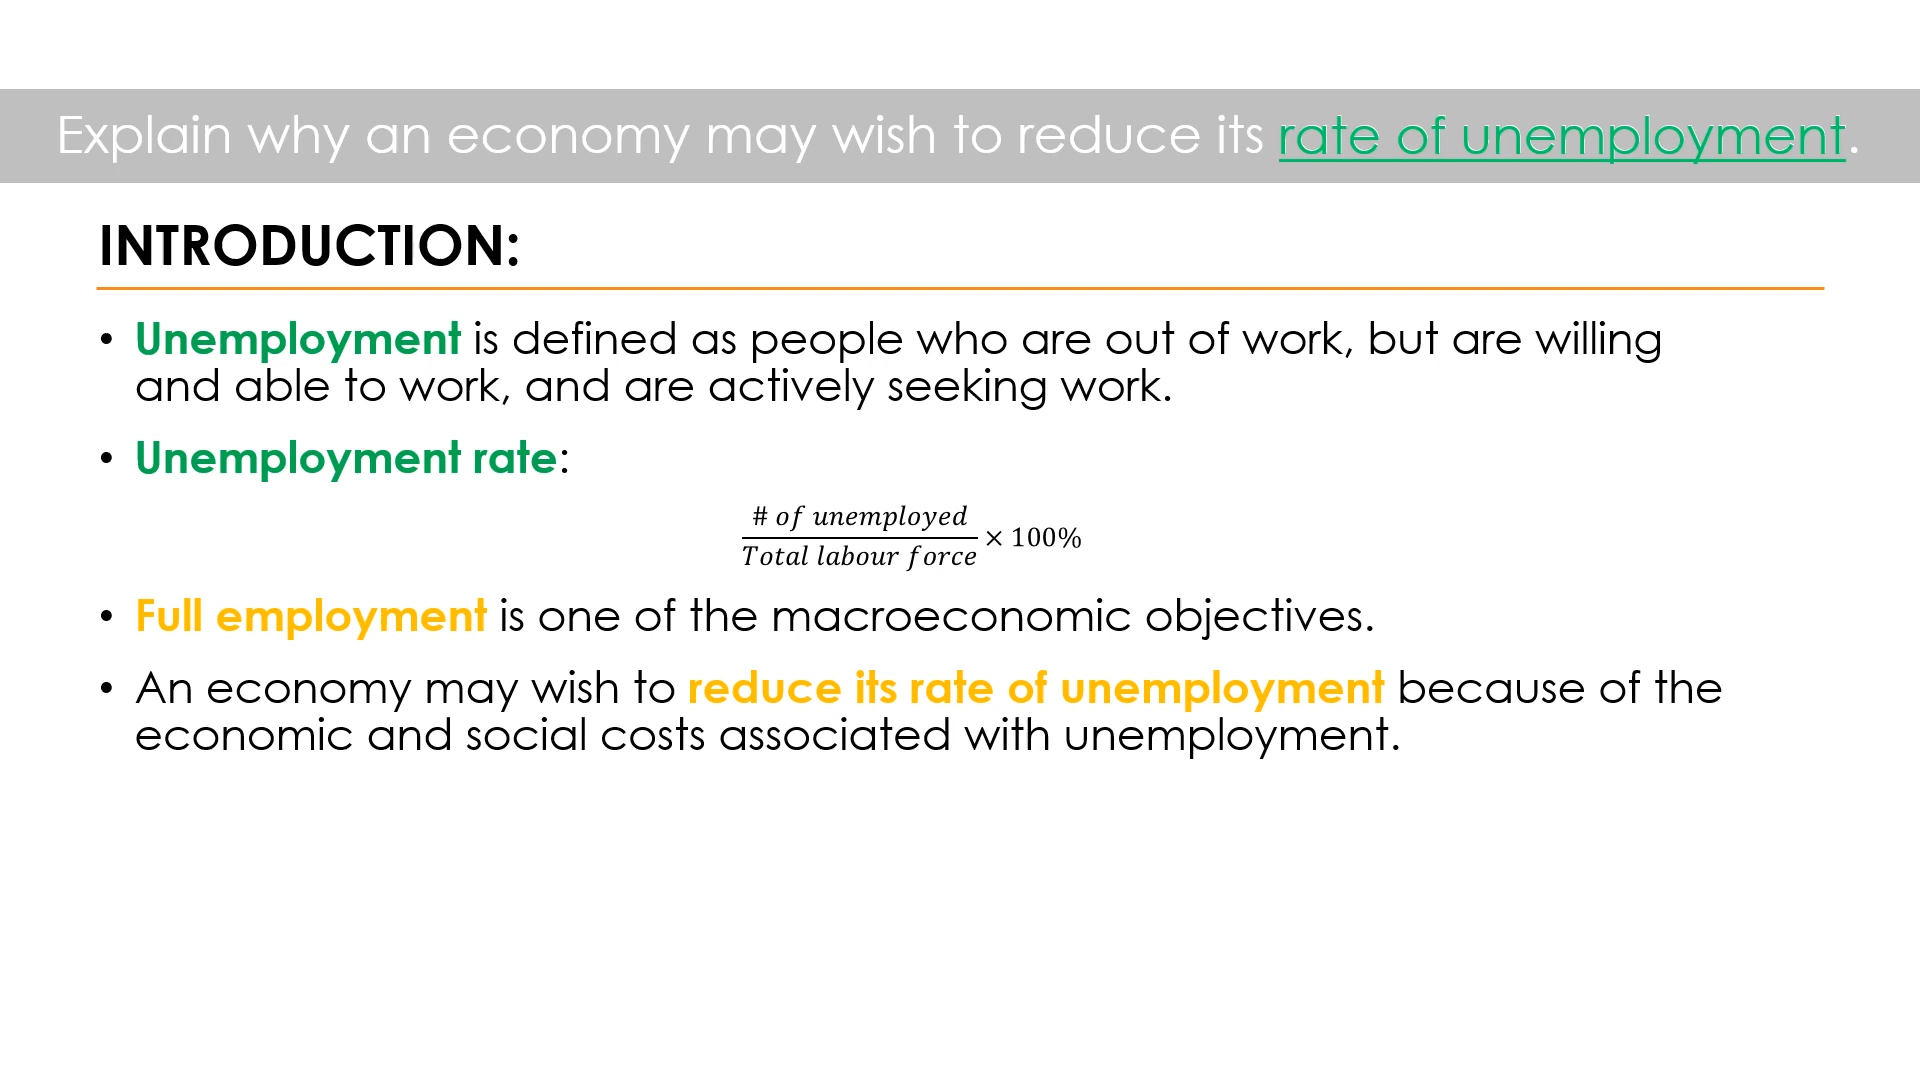 Explain why an economy may wish to reduce its rate of unemployment.
INTRODUCTION:
• Unemployment is defined as people who are out of work, but are willing
and able to work, and are actively seeking work.
• Unemployment rate:
# of unemployed
Total labour force × 100%
• Full employment is one of the macroeconomic objectives.
• An economy may wish to reduce its rate of unemployment because of the
economic and social costs associated with unemployment.